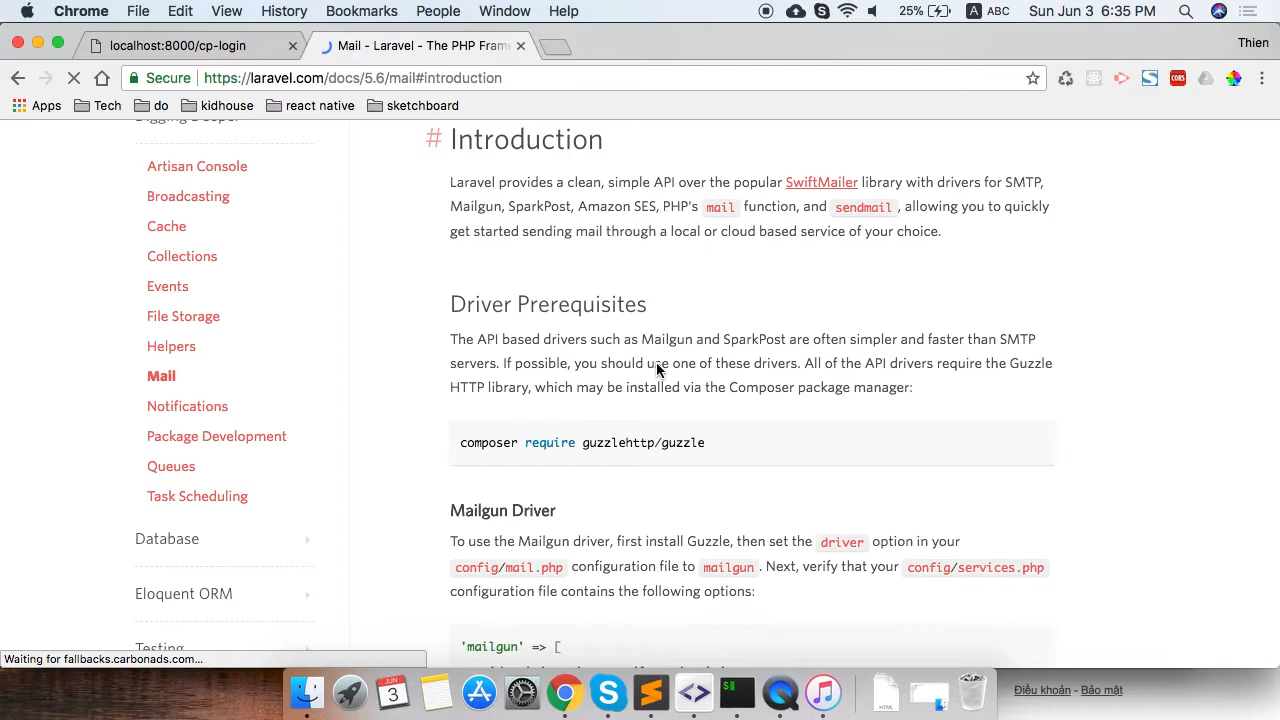 Chrome File Edit View History Bookmarks People Window Help 25% A ABC Sun Jun 3 6:35 PM
localhost:8000/cp-login Mail - Laravel - The PHP Frame Thien
Secure https://laravel.com/docs/5.6/mail#introduction CORS
Apps Tech do kidhouse react native sketchboard
Digging Deeper
Artisan Console
Broadcasting
Cache
Collections
Events
File Storage
Helpers
Mail
Notifications
Package Development
Queues
Task Scheduling
Database
Eloquent ORM
Testing
# Introduction
Laravel provides a clean, simple API over the popular SwiftMailer library with drivers for SMTP,
Mailgun, SparkPost, Amazon SES, PHP's mail function, and sendmail, allowing you to quickly
get started sending mail through a local or cloud based service of your choice.
Driver Prerequisites
The API based drivers such as Mailgun and SparkPost are often simpler and faster than SMTP
servers. If possible, you should use one of these drivers. All of the API drivers require the Guzzle
HTTP library, which may be installed via the Composer package manager:
composer require guzzlehttp/guzzle
Mailgun Driver
To use the Mailgun driver, first install Guzzle, then set the driver option in your
config/mail.php configuration file to mailgun. Next, verify that your config/services.php
configuration file contains the following options:
'mailgun' => [
Waiting for fallbacks.carbonads.com...
JUN
3
$
HTML
Điều khoản - Bảo mật